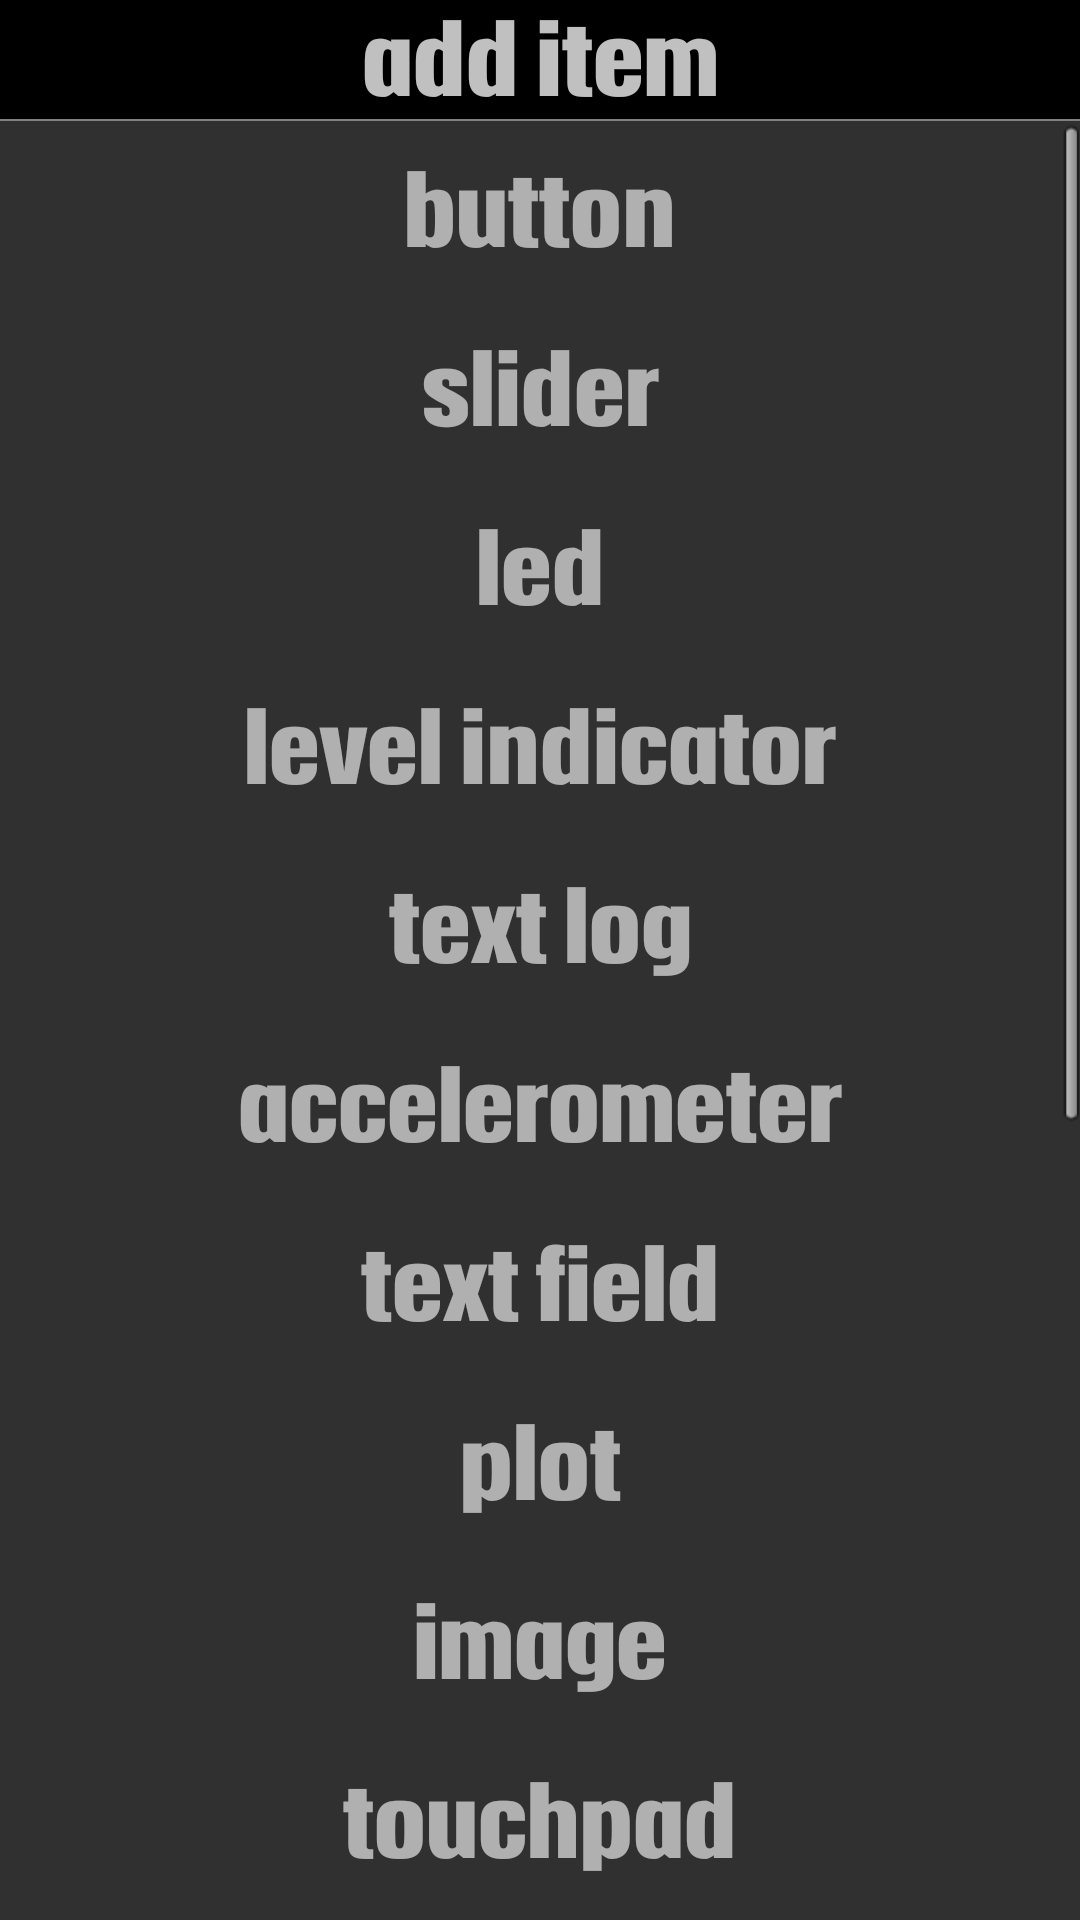 add item
button
slider
led
level indicator
text log
accelerometer
text field
plot
image
touchpad